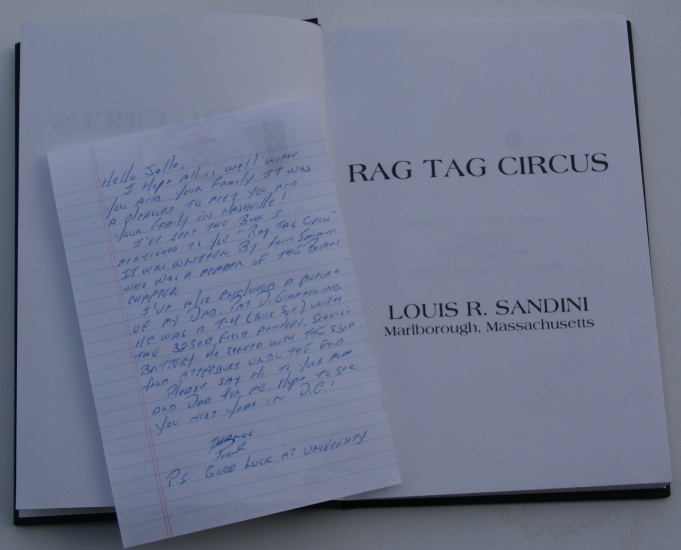 Hello Joelle,
I Hope All is well with
you AND your Family. IT was
A Pleasure To Meet you AND
your Family in Nashville!
I've sent the Book I
mentioned to you "Rag Tag Circus"
IT was written By Louis Sandini
who was A member of the Boston
chapter.
I've also enclosed a picture
of my Dad, Pat D.
He was A T-4 (Buck Sgt) with
the 323rd Field Artillery, Service
Battery. He served with the 83rd
from Atterbury until the End.
Please say Hi to your mom
AND DAD for me. Hope to see
you next year in D.C.!
P.S. Good Luck AT University
RAG TAG CIRCUS
LOUIS R. SANDINI
Marlborough, Massachusetts